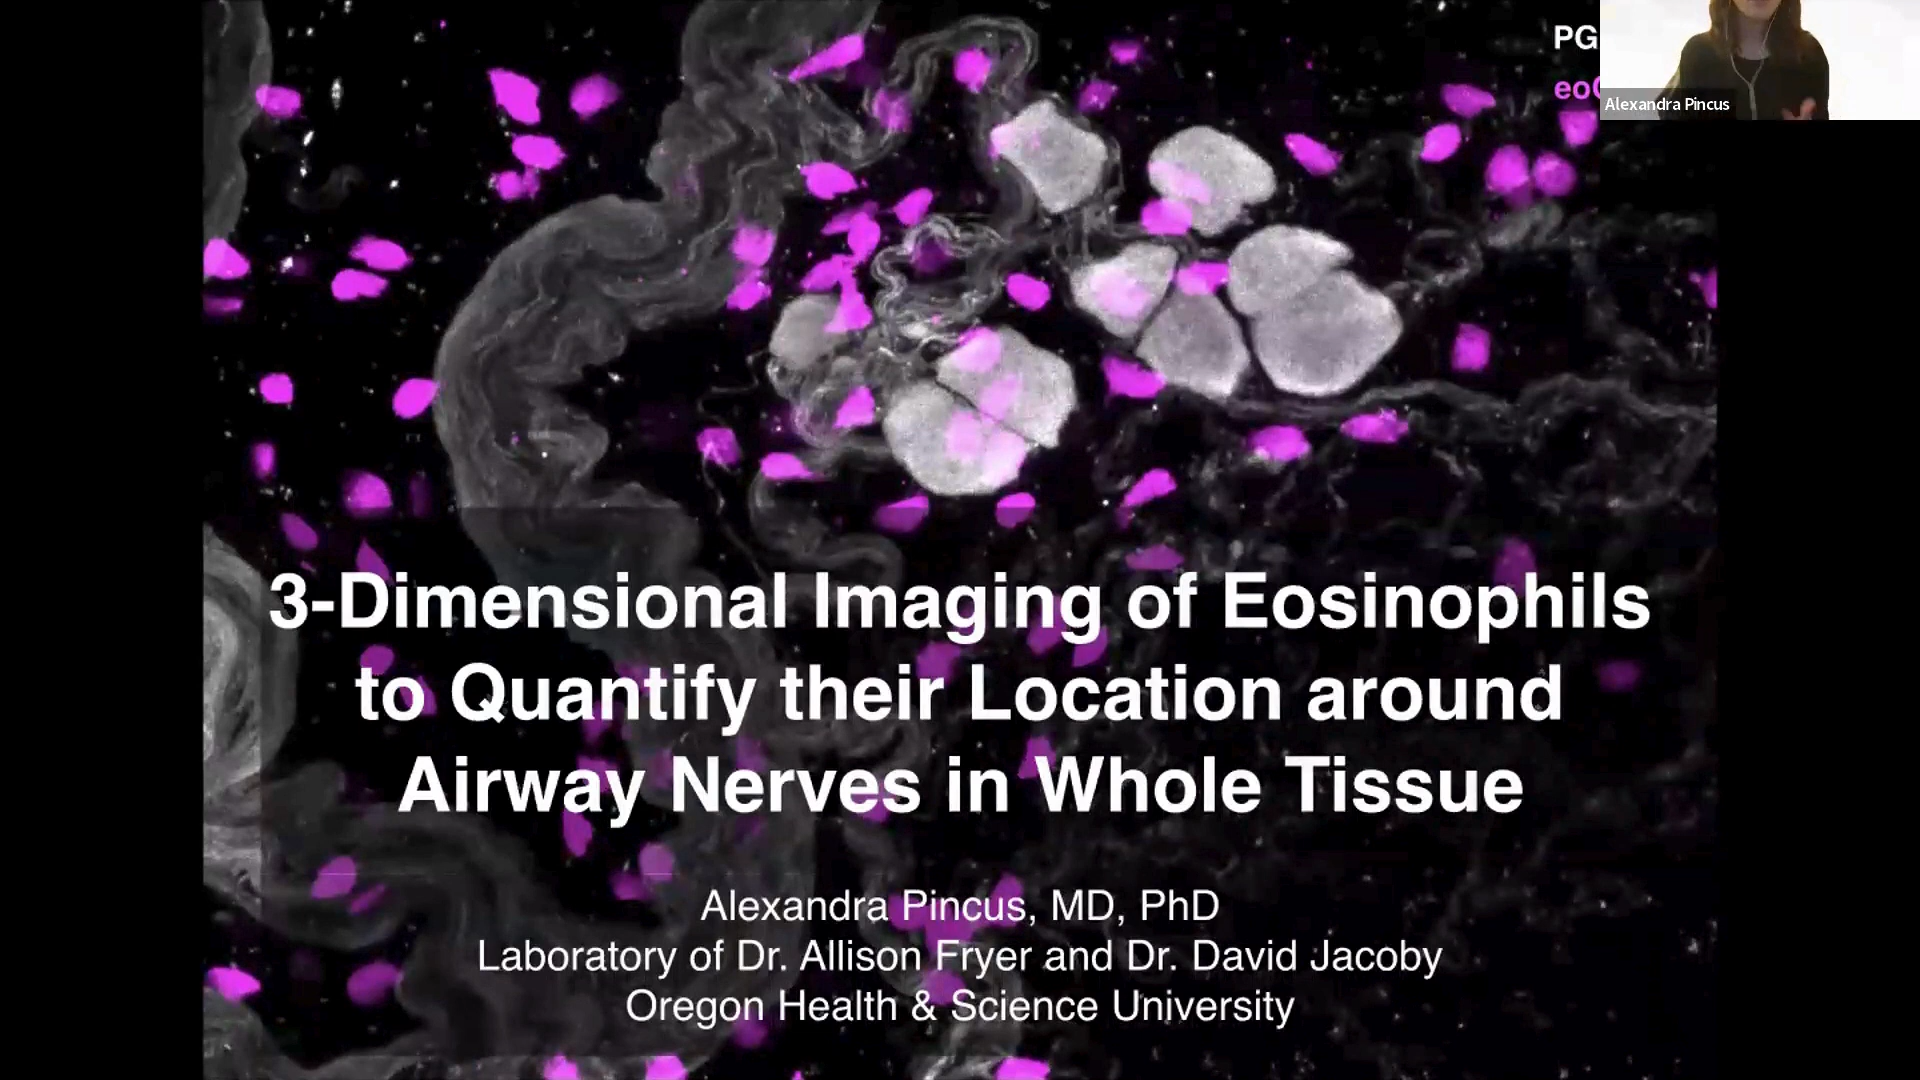 PG
eo
Alexandra Pincus
3-Dimensional Imaging of Eosinophils
to Quantify their Location around
Airway Nerves in Whole Tissue
Alexandra Pincus, MD, PhD
Laboratory of Dr. Allison Fryer and Dr. David Jacoby
Oregon Health & Science University